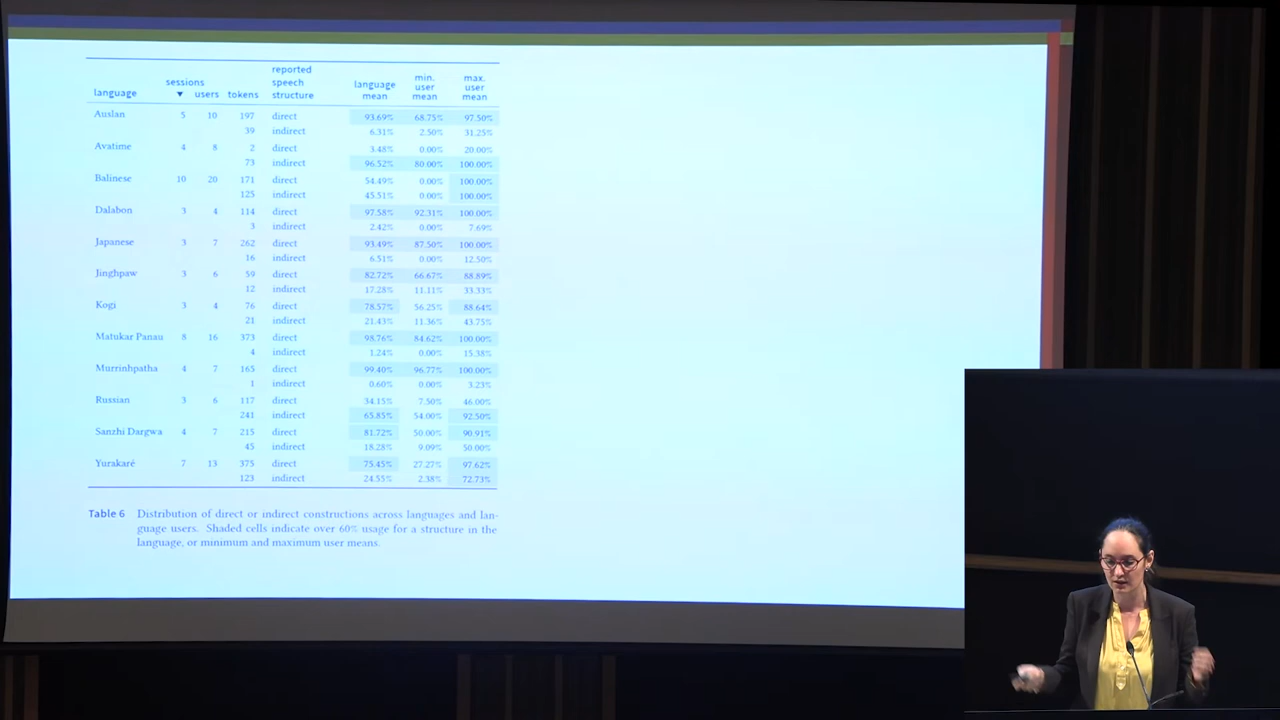 reported
sessions speech language min. user mean max. user mean
language ▼ users tokens structure mean
Auslan 5 10 197 direct 93.69% 68.75% 97.50%
39 indirect 6.31% 2.50% 31.25%
Avatime 4 8 2 direct 3.48% 0.00% 20.00%
73 indirect 96.52% 80.00% 100.00%
Balinese 10 20 171 direct 54.49% 0.00% 100.00%
125 indirect 45.51% 0.00% 100.00%
Dalabon 3 4 114 direct 97.58% 92.31% 100.00%
3 indirect 2.42% 0.00% 7.69%
Japanese 3 7 262 direct 93.49% 87.50% 100.00%
16 indirect 6.51% 0.00% 12.50%
Jinghpaw 3 6 59 direct 82.72% 66.67% 88.89%
12 indirect 17.28% 11.11% 33.33%
Kogi 3 4 76 direct 78.57% 56.25% 88.64%
21 indirect 21.43% 11.36% 43.75%
Matukar Panau 8 16 373 direct 98.76% 84.62% 100.00%
4 indirect 1.24% 0.00% 15.38%
Murrinhpatha 4 7 165 direct 99.40% 96.77% 100.00%
1 indirect 0.60% 0.00% 3.23%
Russian 3 6 117 direct 34.15% 7.50% 46.00%
241 indirect 65.85% 54.00% 92.50%
Sanzhi Dargwa 4 7 215 direct 81.72% 50.00% 90.91%
45 indirect 18.28% 9.09% 50.00%
Yurakaré 7 13 375 direct 75.45% 27.27% 97.62%
123 indirect 24.55% 2.38% 72.73%
Table 6 Distribution of direct or indirect constructions across languages and lan-
guage users. Shaded cells indicate over 60% usage for a structure in the
language, or minimum and maximum user means.